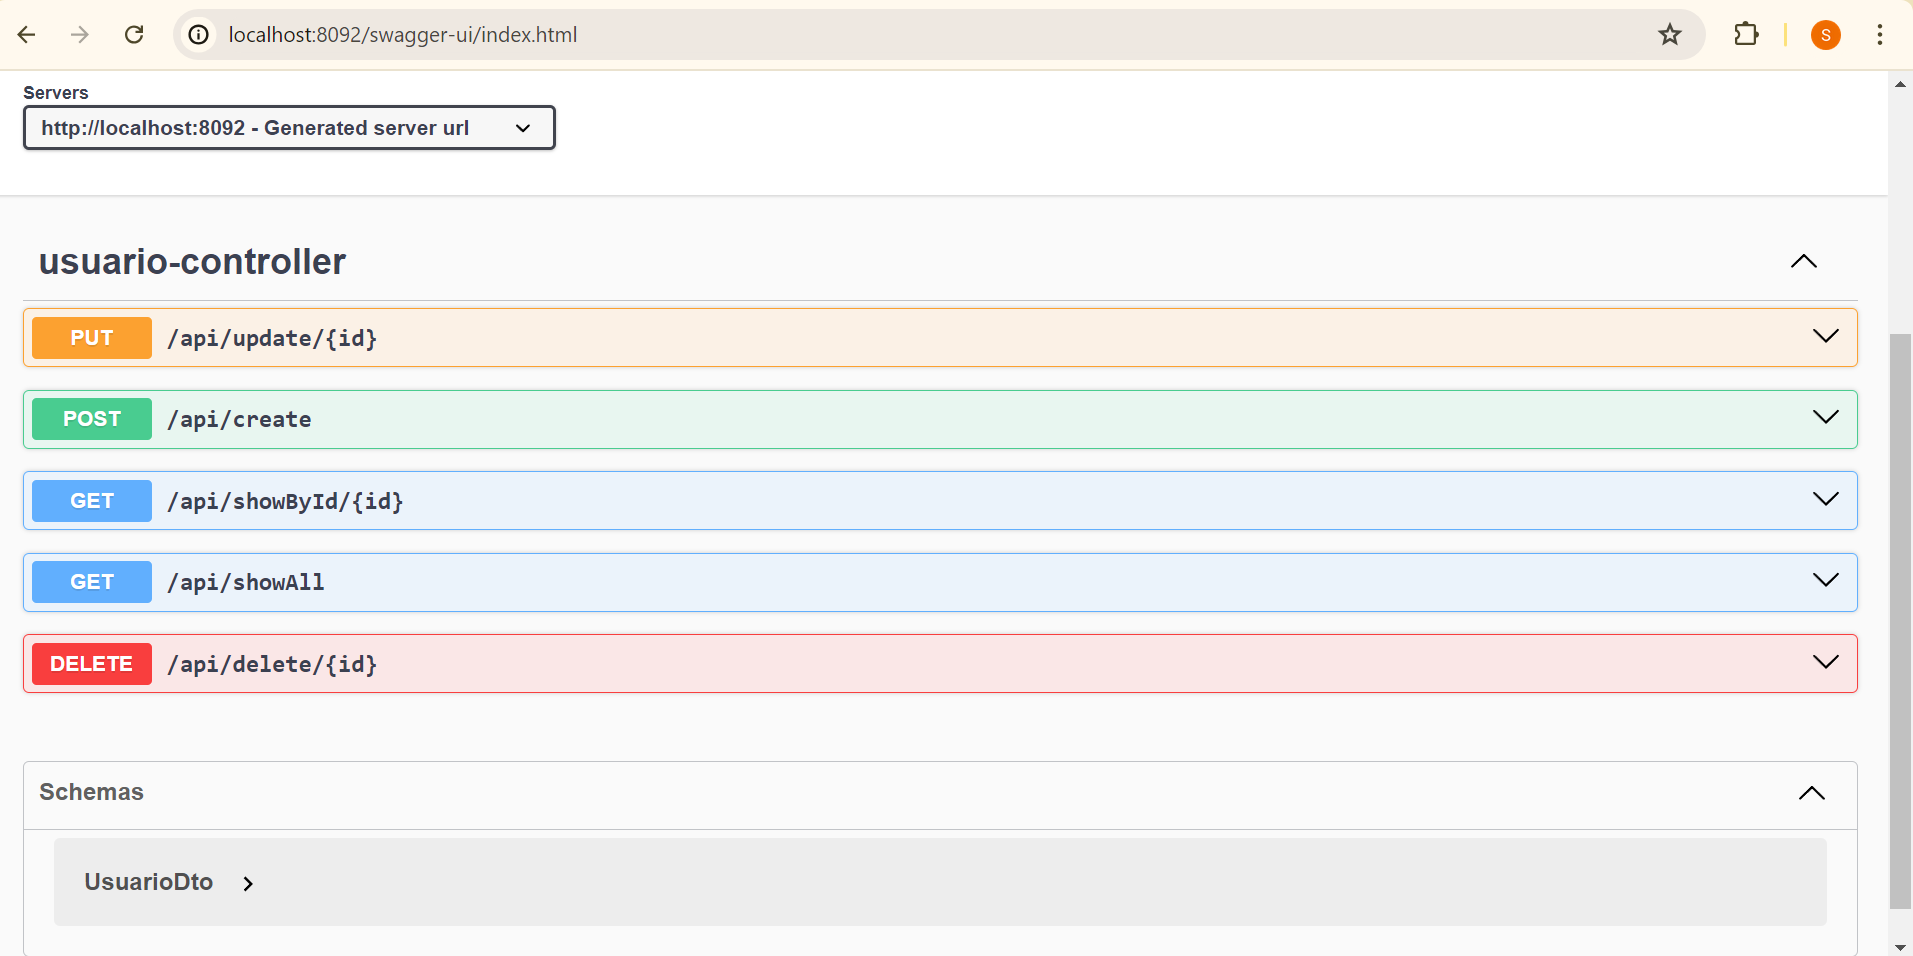 localhost:8092/swagger-ui/index.html
S
Servers
http://localhost:8092 - Generated server url
usuario-controller
PUT /api/update/{id}
POST /api/create
GET /api/showById/{id}
GET /api/showAll
DELETE /api/delete/{id}
Schemas
UsuarioDto